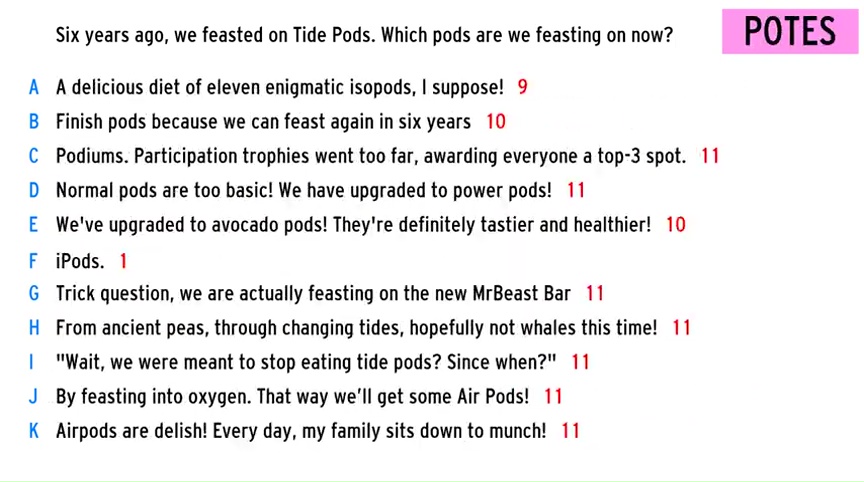 Six years ago, we feasted on Tide Pods. Which pods are we feasting on now?
POTES
A A delicious diet of eleven enigmatic isopods, I suppose! 9
B Finish pods because we can feast again in six years 10
C Podiums. Participation trophies went too far, awarding everyone a top-3 spot. 11
D Normal pods are too basic! We have upgraded to power pods! 11
E We've upgraded to avocado pods! They're definitely tastier and healthier! 10
F iPods. 1
G Trick question, we are actually feasting on the new MrBeast Bar 11
H From ancient peas, through changing tides, hopefully not whales this time! 11
I "Wait, we were meant to stop eating tide pods? Since when?" 11
J By feasting into oxygen. That way we'll get some Air Pods! 11
K Airpods are delish! Every day, my family sits down to munch! 11